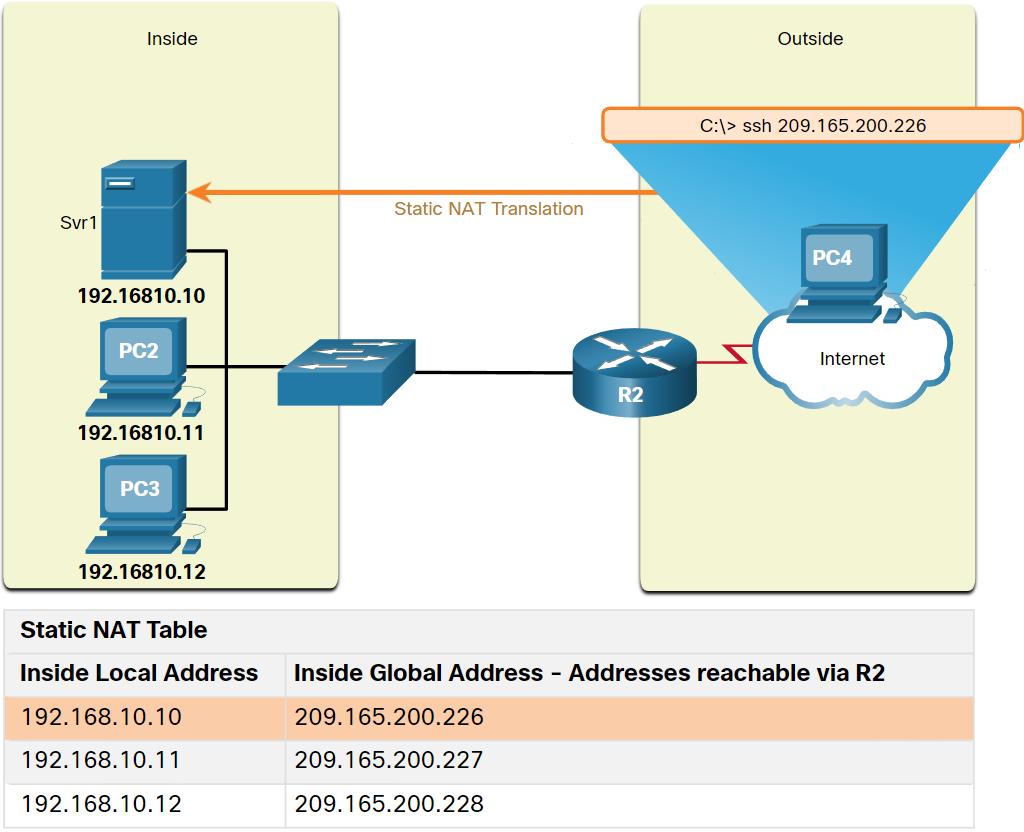 Inside
Outside
C:\> ssh 209.165.200.226
Static NAT Translation
Svr1
192.16810.10
PC4
PC2
Internet
R2
192.16810.11
PC3
192.16810.12
Static NAT Table
Inside Local Address
Inside Global Address – Addresses reachable via R2
192.168.10.10
209.165.200.226
192.168.10.11
209.165.200.227
192.168.10.12
209.165.200.228